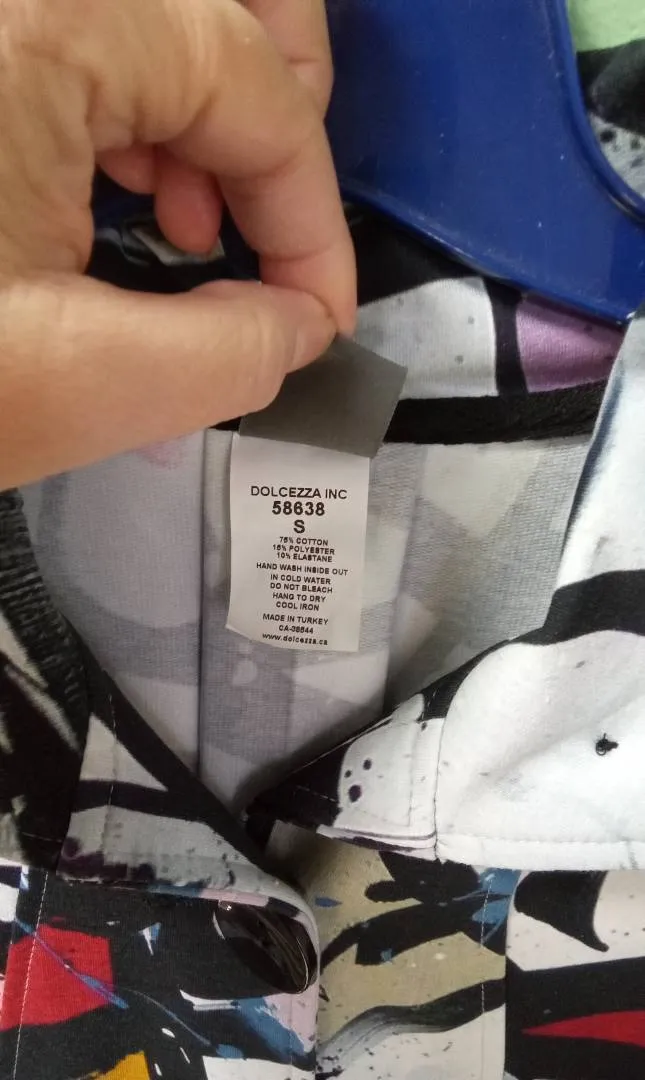 DOLCEZZA INC
58638
S
75% COTTON
15% POLYESTER
10% ELASTANE
HAND WASH INSIDE OUT
IN COLD WATER
DO NOT BLEACH
HANG TO DRY
COOL IRON
MADE IN TURKEY
CA-38544
www.dolcezza.ca